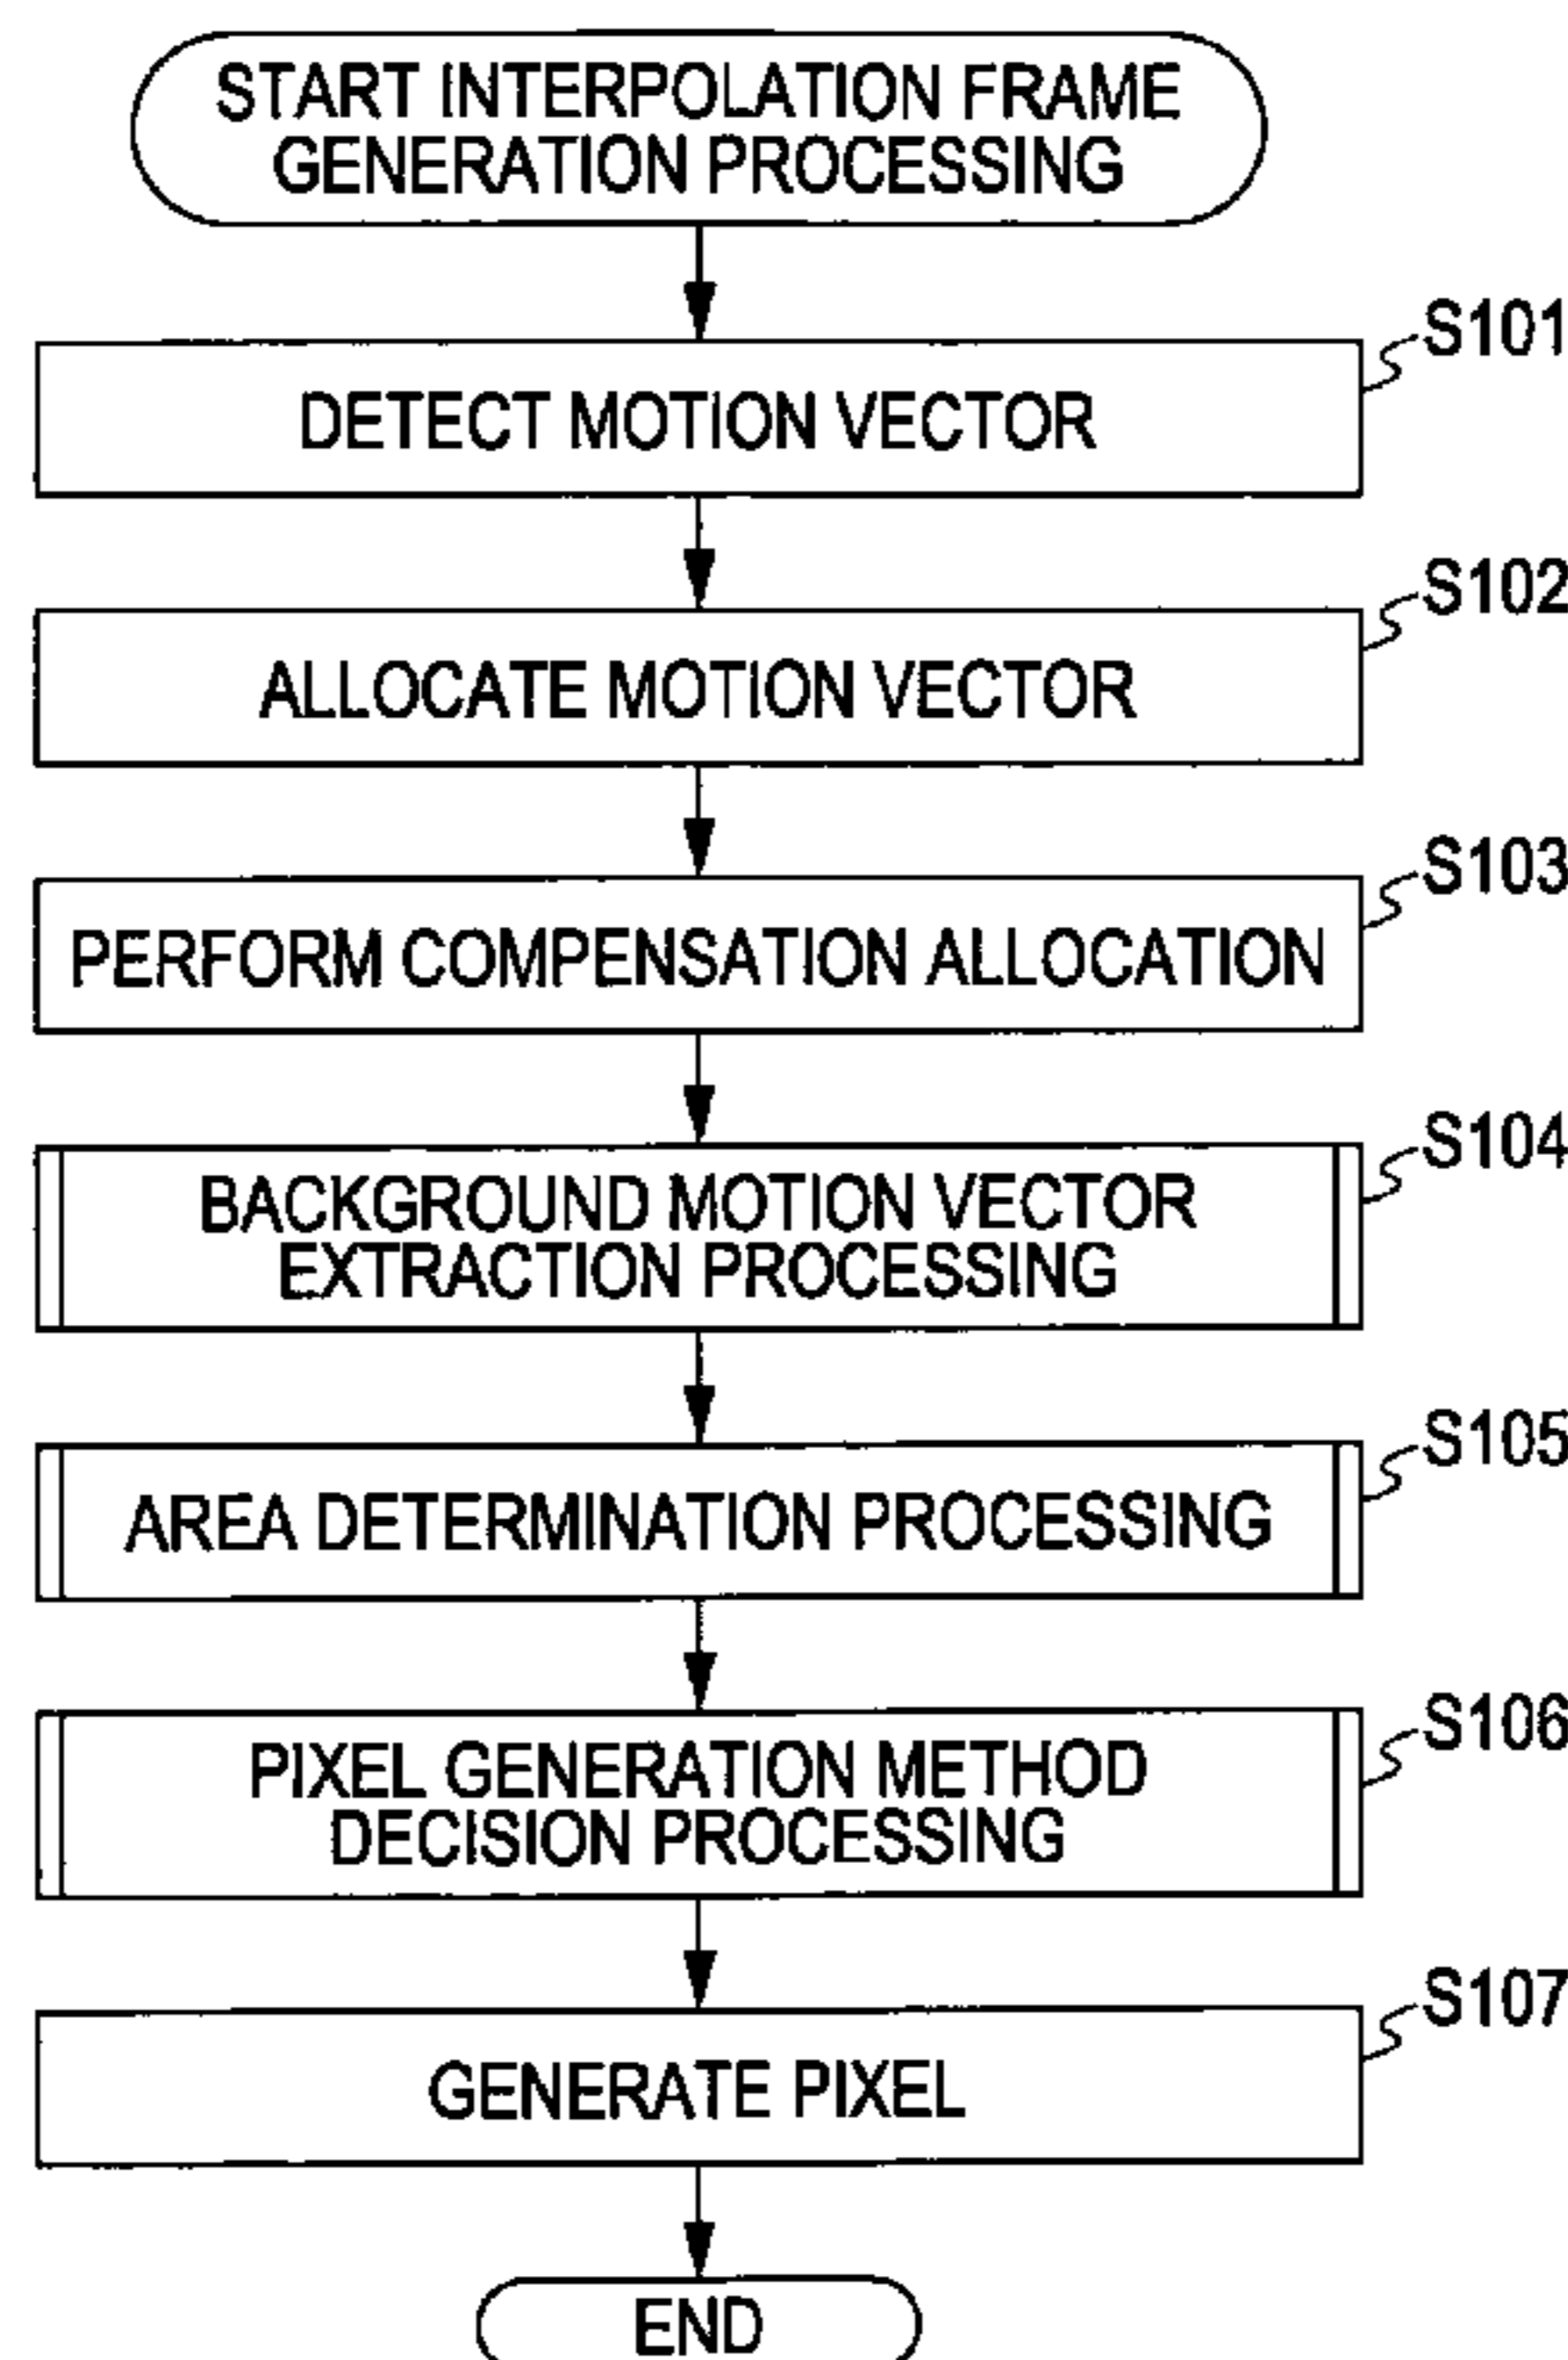 START INTERPOLATION FRAME
GENERATION PROCESSING
S101
DETECT MOTION VECTOR
S102
ALLOCATE MOTION VECTOR
S103
PERFORM COMPENSATION ALLOCATION
S104
BACKGROUND MOTION VECTOR
EXTRACTION PROCESSING
S105
AREA DETERMINATION PROCESSING
S106
PIXEL GENERATION METHOD
DECISION PROCESSING
S107
GENERATE PIXEL
END